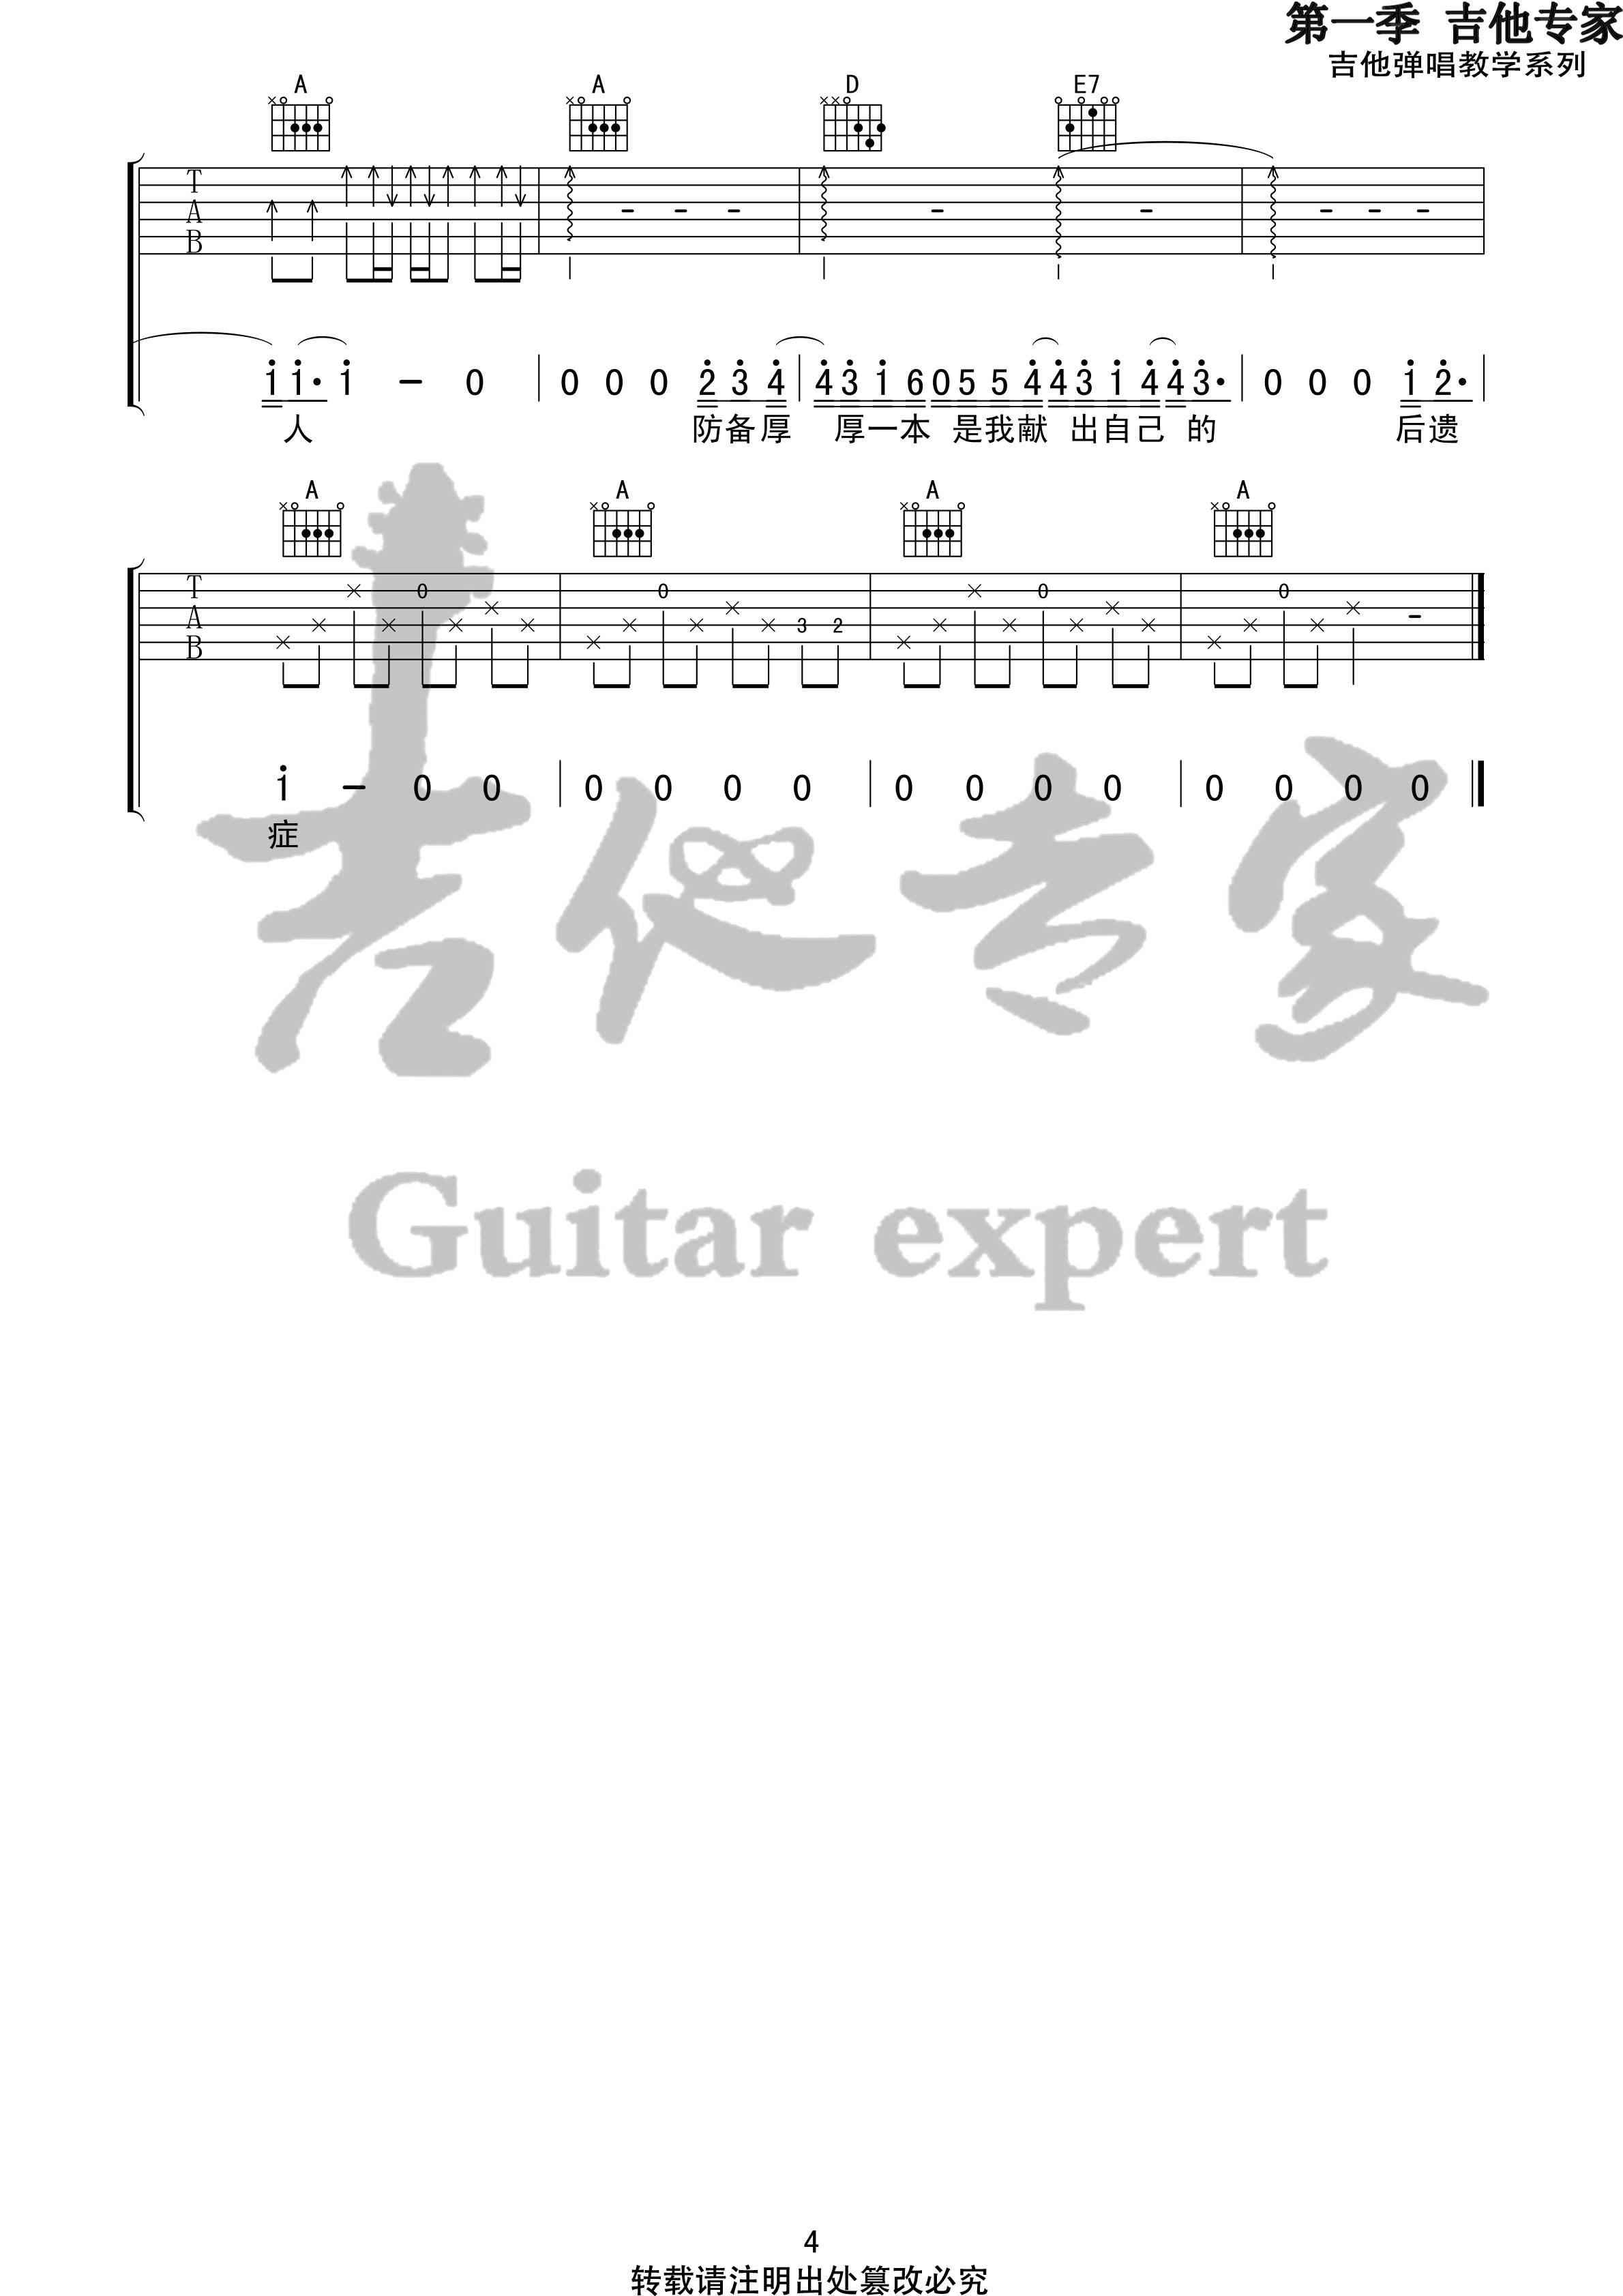 第一季 吉他专家
吉他弹唱教学系列
A A D E7
T
A
B
1 1· 1 - 0 0 0 0 2 3 4 4 3 1 6 0 5 5 4 4 3 1 4 4 3· 0 0 0 1 2·
人 防备厚 厚一本 是我献 出自己 的 后遗
A A A A
T
A
B
0 0 3 2 0 0 -
1 - 0 0 0 0 0 0 0 0 0 0 0 0 0 0
症
吉他专家
Guitar expert
4
转载请注明出处篡改必究